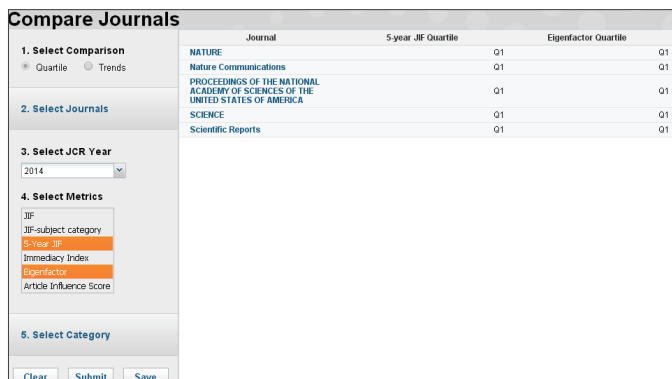 Compare Journals
1. Select Comparison
Quartile Trends
2. Select Journals
3. Select JCR Year
2014
4. Select Metrics
JIF
JIF-subject category
5-Year JIF
Immediacy Index
Eigenfactor
Article Influence Score
5. Select Category
Clear Submit Save
Journal 5-year JIF Quartile Eigenfactor Quartile
NATURE Q1 Q1
Nature Communications Q1 Q1
PROCEEDINGS OF THE NATIONAL
ACADEMY OF SCIENCES OF THE Q1 Q1
UNITED STATES OF AMERICA
SCIENCE Q1 Q1
Scientific Reports Q1 Q1